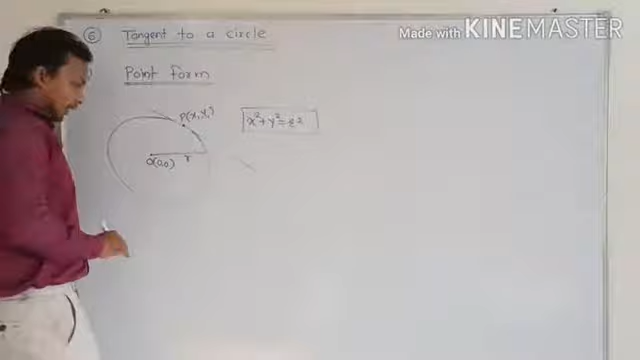 Made with KINEMASTER
6 Tangent to a circle
Point form
P(x₁,y₁)
x²+y²=r²
O(0,0) r